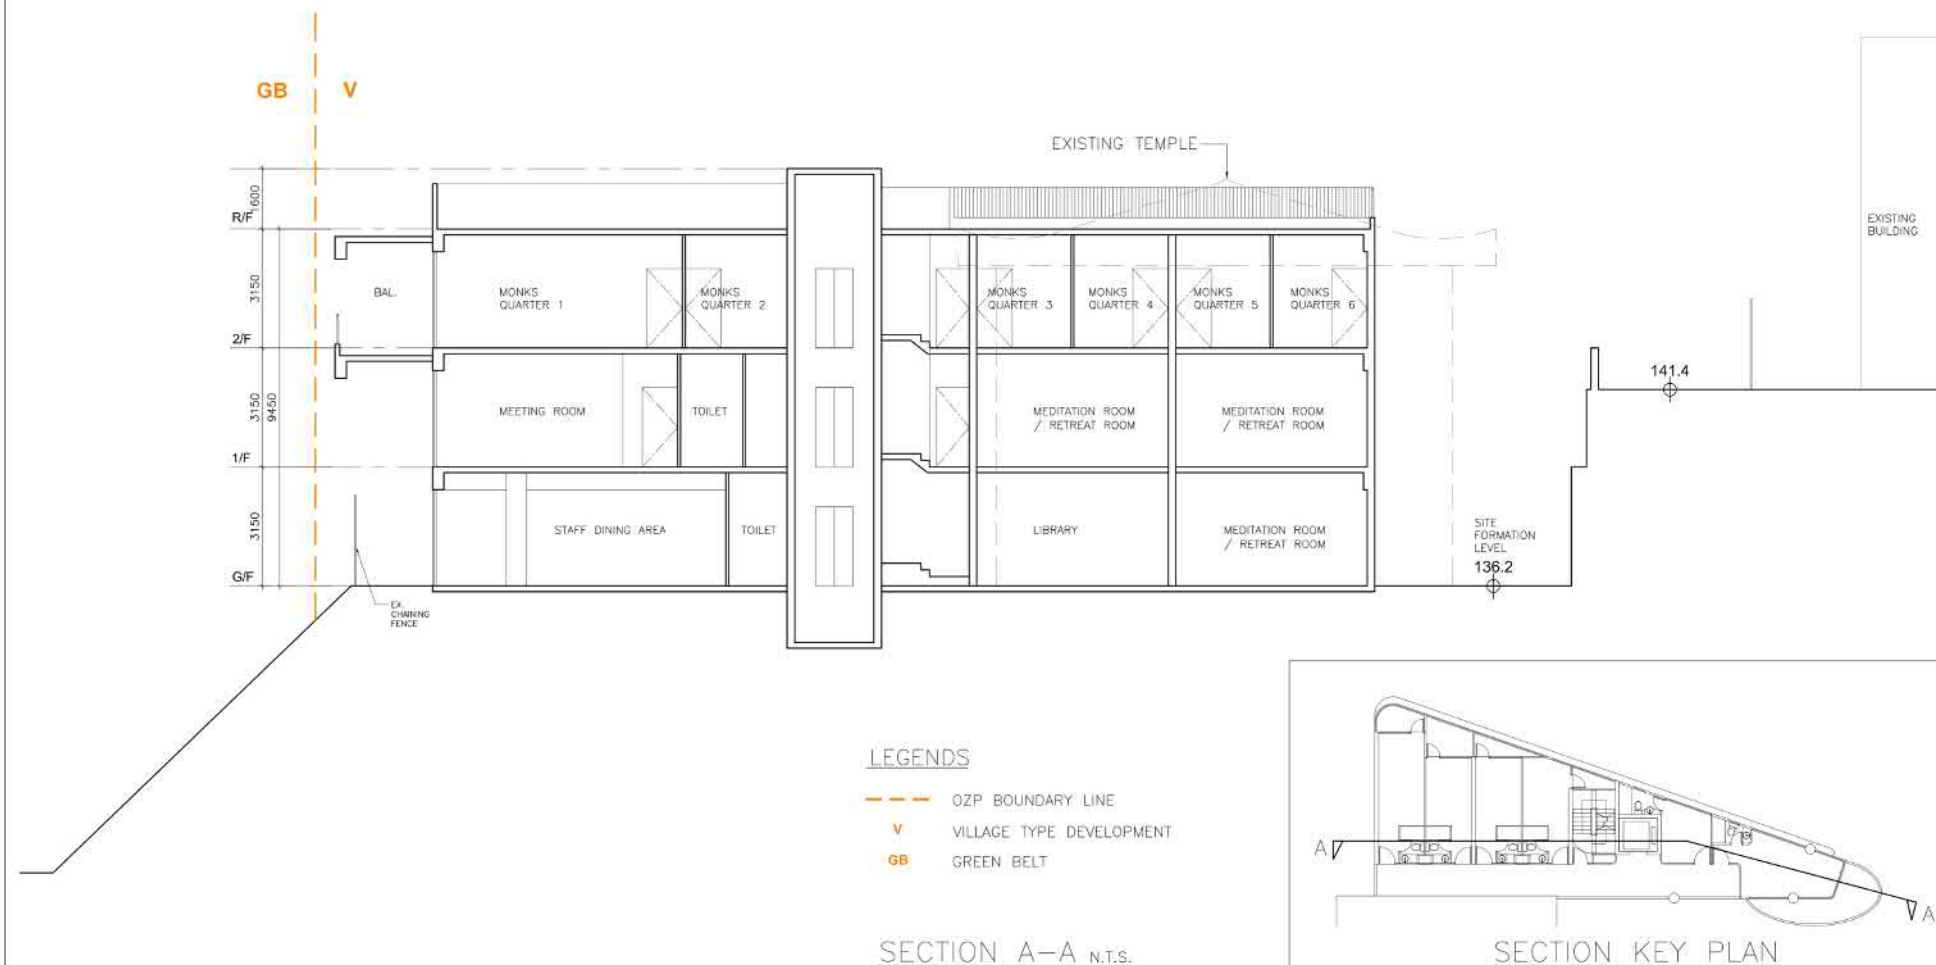 GB V
EXISTING TEMPLE
1600
R/F
EXISTING
BUILDING
3150
BAL.
MONKS
QUARTER 1
MONKS
QUARTER 2
MONKS
QUARTER 3
MONKS
QUARTER 4
MONKS
QUARTER 5
MONKS
QUARTER 6
2/F
141.4
3150
9450
MEETING ROOM
TOILET
MEDITATION ROOM
/ RETREAT ROOM
MEDITATION ROOM
/ RETREAT ROOM
1/F
3150
STAFF DINING AREA
TOILET
LIBRARY
MEDITATION ROOM
/ RETREAT ROOM
SITE
FORMATION
LEVEL
136.2
G/F
EX.
CHAINING
FENCE
LEGENDS
OZP BOUNDARY LINE
V VILLAGE TYPE DEVELOPMENT
GB GREEN BELT
SECTION A-A N.T.S.
A
A
SECTION KEY PLAN